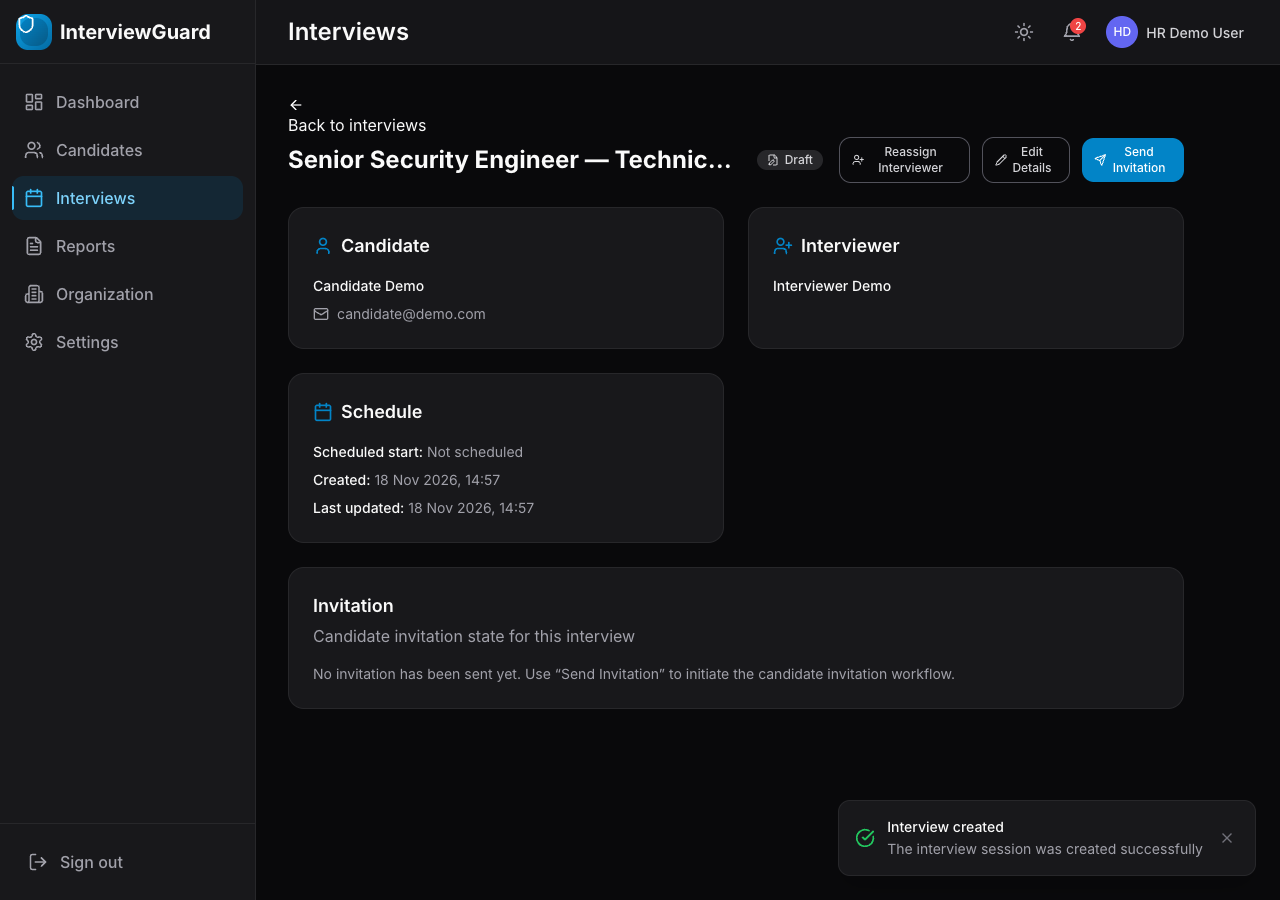 InterviewGuard
Interviews
2
HD
HR Demo User
Dashboard
Candidates
Interviews
Reports
Organization
Settings
Sign out
Back to interviews
Senior Security Engineer — Technic...
Draft
Reassign
Interviewer
Edit
Details
Send
Invitation
Candidate
Candidate Demo
candidate@demo.com
Interviewer
Interviewer Demo
Schedule
Scheduled start: Not scheduled
Created: 18 Nov 2026, 14:57
Last updated: 18 Nov 2026, 14:57
Invitation
Candidate invitation state for this interview
No invitation has been sent yet. Use “Send Invitation” to initiate the candidate invitation workflow.
Interview created
The interview session was created successfully